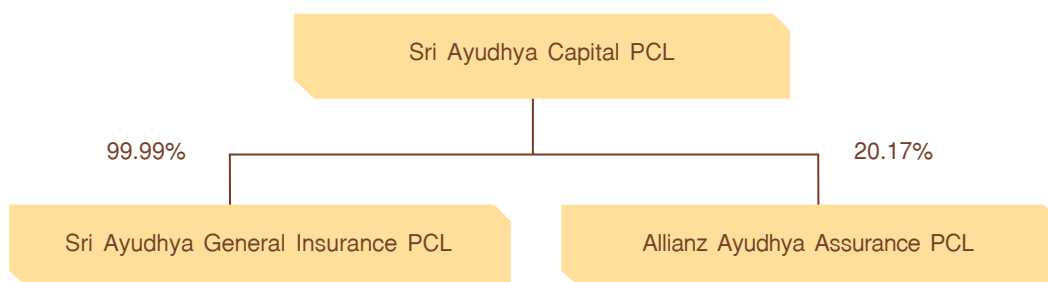 Sri Ayudhya Capital PCL
99.99%
20.17%
Sri Ayudhya General Insurance PCL
Allianz Ayudhya Assurance PCL